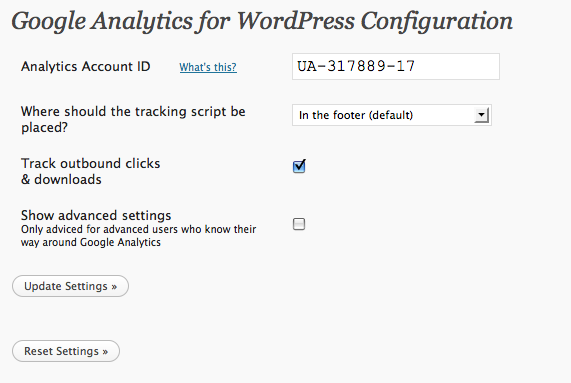 Google Analytics for WordPress Configuration
Analytics Account ID What's this? UA-317889-17
Where should the tracking script be
placed?
In the footer (default)
Track outbound clicks
& downloads
Show advanced settings
Only adviced for advanced users who know their
way around Google Analytics
Update Settings »
Reset Settings »